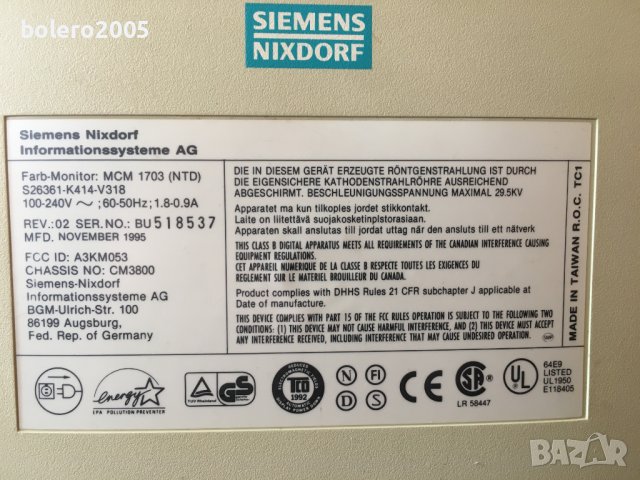 bolero2005
SIEMENS
NIXDORF
Siemens Nixdorf
Informationssysteme AG
Farb-Monitor: MCM 1703 (NTD)
S26361-K414-V318
100-240V ~ ; 60-50Hz; 1.8-0.9A
REV.: 02 SER. NO.: BU 518537
MFD. NOVEMBER 1995
FCC ID: A3KM053
CHASSIS NO: CM3800
Siemens-Nixdorf
Informationssysteme AG
BGM-Ulrich-Str. 100
86199 Augsburg,
Fed. Rep. of Germany
DIE IN DIESEM GERÄT ERZEUGTE RÖNTGENSTRAHLUNG IST DURCH
DIE EIGENSICHERE KATHODENSTRAHLRÖHRE AUSREICHEND
ABGESCHIRMT. BESCHLEUNIGUNGSSPANNUNG MAXIMAL 29.5KV
Apparatet ma kun tilkoples jordet stikkontakt.
Laite on liitettävä suojakosketinplstorasiaan.
Apparaten skall anslutas till jordat uttag när den ansluts till ett nätverk
THIS CLASS B DIGITAL APPARATUS MEETS ALL REQUIREMENTS OF THE CANADIAN INTERFERENCE CAUSING
EQUIPMENT REGULATIONS.
CET APPAREIL NUMERIQUE DE LA CLASSE B RESPECTE TOUTES LES EXIGENCES DU
REGLEMENT SUR LE MATERIEL BROUILLEUR DU CANADA.
Product complies with DHHS Rules 21 CFR subchapter J applicable at
Date of manufacture.
THIS DEVICE COMPLIES WITH PART 15 OF THE FCC RULES OPERATION IS SUBJECT TO THE FOLLOWING TWO
CONDITIONS: (1) THIS DEVICE MAY NOT CAUSE HARMFUL INTERFERENCE, AND (2) THIS DEVICE MUST ACCEPT
ANY INTERFERENCE RECEIVED, INCLUDING INTERFERENCE THAT MAY CAUSE UNDESIRED OPERATION.
MADE IN TAIWAN R.O.C. TC1
energy
EPA POLLUTION PREVENTER
TUV Rheinland
GS
TCO
1992
N
D
FI
S
CE
SA
LR 58447
UL
64E9
LISTED
UL1950
E118405
BAZAR